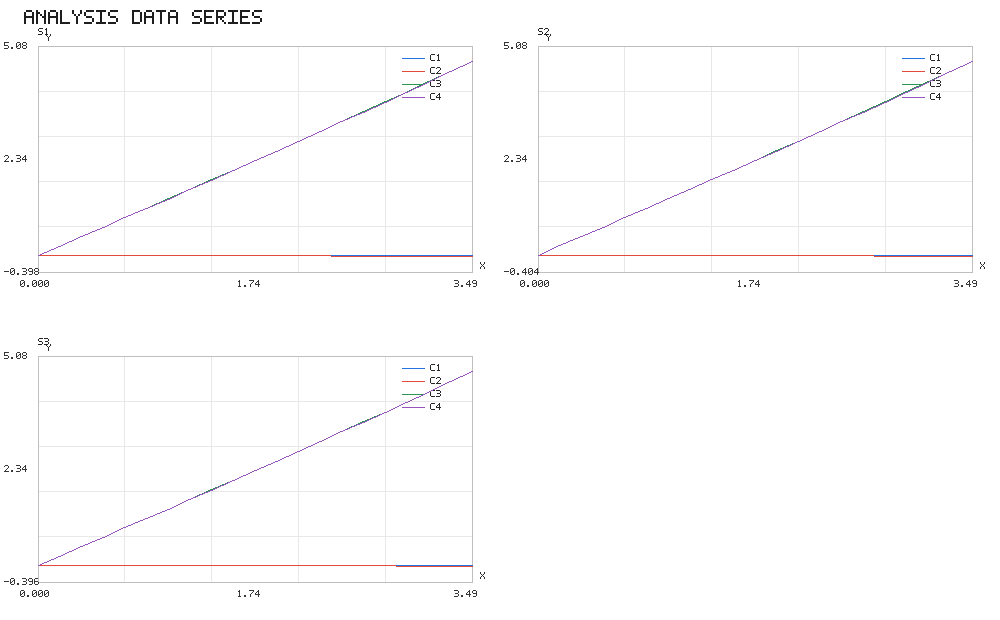 ANALYSIS DATA SERIES
S1
Y
5.08
C1
C2
C3
C4
2.34
-0.398
X
0.000
1.74
3.49
S2
Y
5.08
C1
C2
C3
C4
2.34
-0.404
X
0.000
1.74
3.49
S3
Y
5.08
C1
C2
C3
C4
2.34
-0.396
X
0.000
1.74
3.49